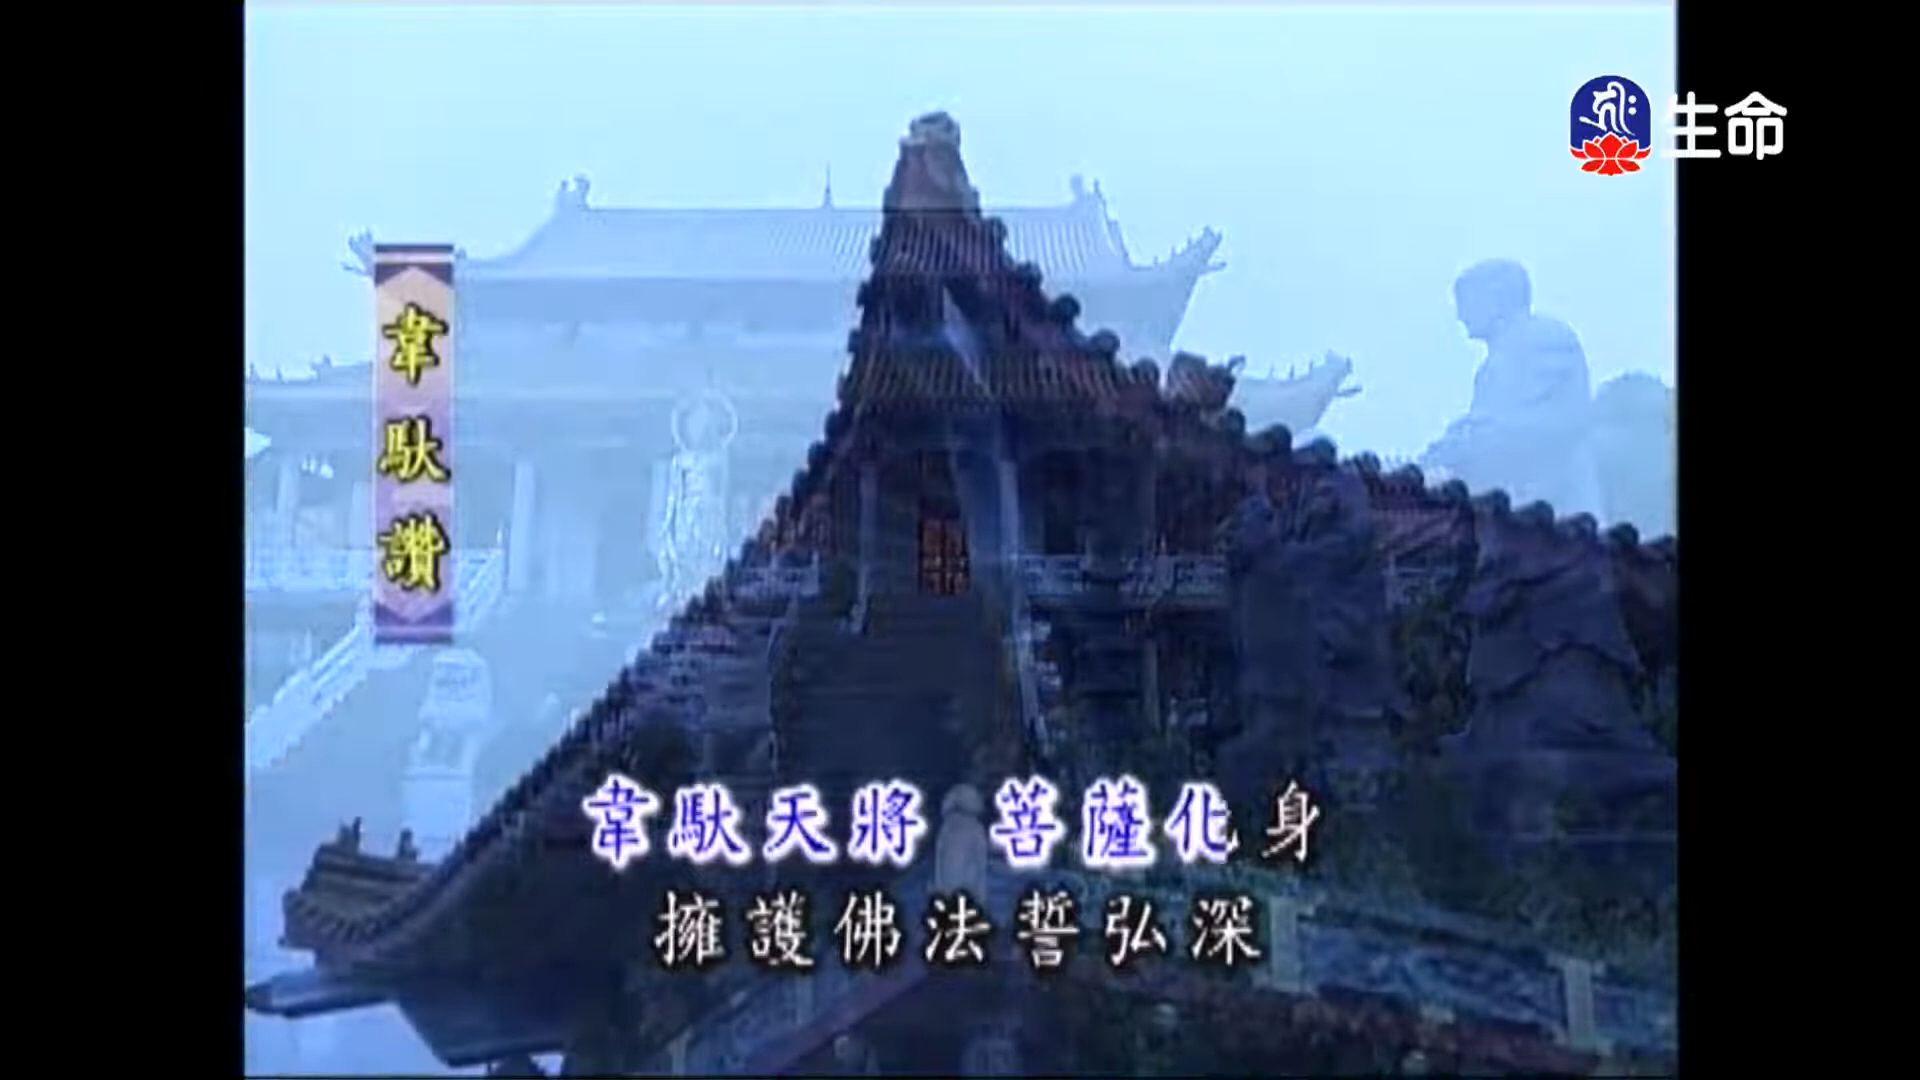 生命
韋馱讚
韋馱天將 菩薩化身
擁護佛法誓弘深